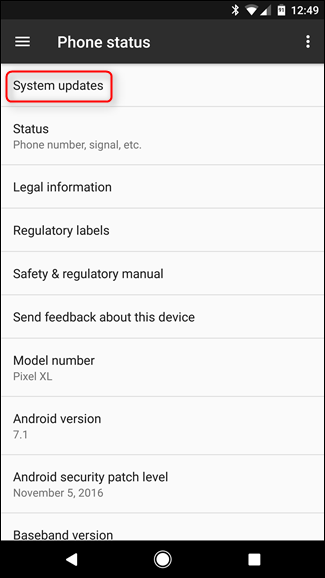 12:49
Phone status
System updates
Status
Phone number, signal, etc.
Legal information
Regulatory labels
Safety & regulatory manual
Send feedback about this device
Model number
Pixel XL
Android version
7.1
Android security patch level
November 5, 2016
Baseband version